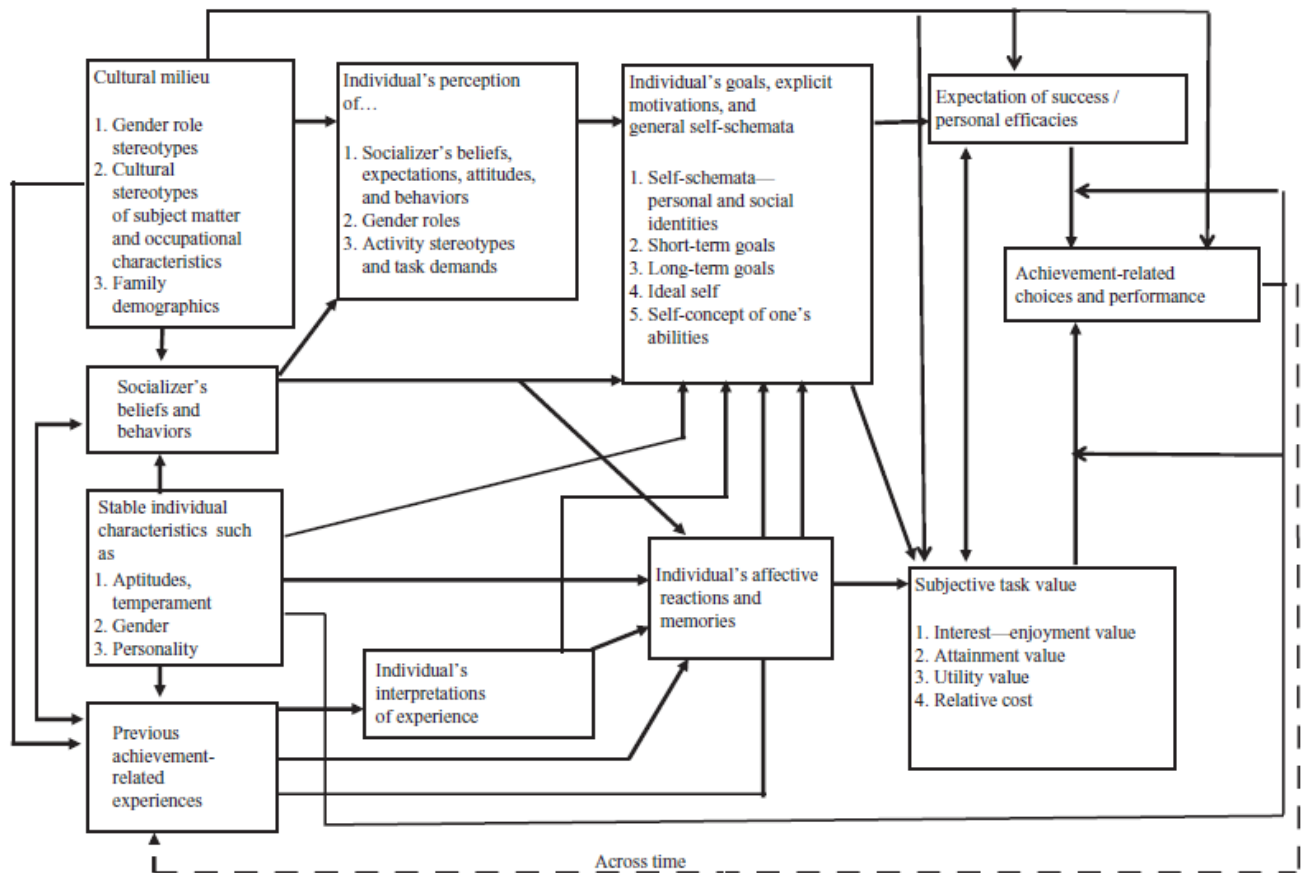 Cultural milieu
1. Gender role
stereotypes
2. Cultural
stereotypes
of subject matter
and occupational
characteristics
3. Family
demographics
Individual's perception
of…
1. Socializer's beliefs,
expectations, attitudes,
and behaviors
2. Gender roles
3. Activity stereotypes
and task demands
Individual's goals, explicit
motivations, and
general self-schemata
1. Self-schemata—
personal and social
identities
2. Short-term goals
3. Long-term goals
4. Ideal self
5. Self-concept of one's
abilities
Expectation of success /
personal efficacies
Achievement-related
choices and performance
Socializer's
beliefs and
behaviors
Stable individual
characteristics such
as
1. Aptitudes,
temperament
2. Gender
3. Personality
Individual's affective
reactions and
memories
Subjective task value
1. Interest—enjoyment value
2. Attainment value
3. Utility value
4. Relative cost
Individual's
interpretations
of experience
Previous
achievement-
related
experiences
Across time